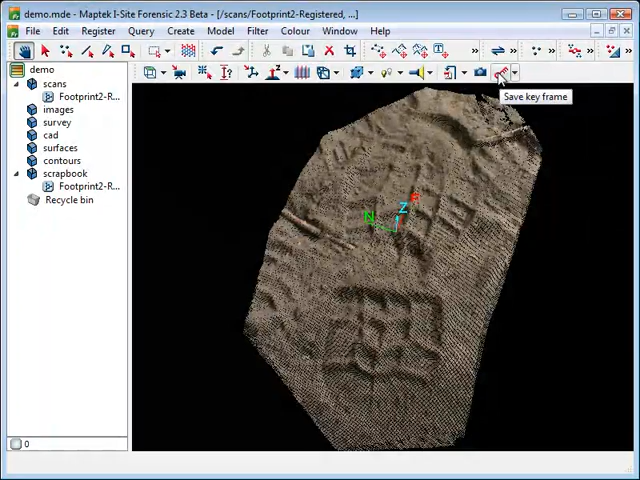 demo.mde - Maptek I-Site Forensic 2.3 Beta - [/scans/Footprint2-Registered, ...]
File Edit Register Query Create Model Filter Colour Window Help
Save key frame
demo
scans
Footprint2-R...
images
survey
cad
surfaces
contours
scrapbook
Footprint2-R...
Recycle bin
N Z E
0